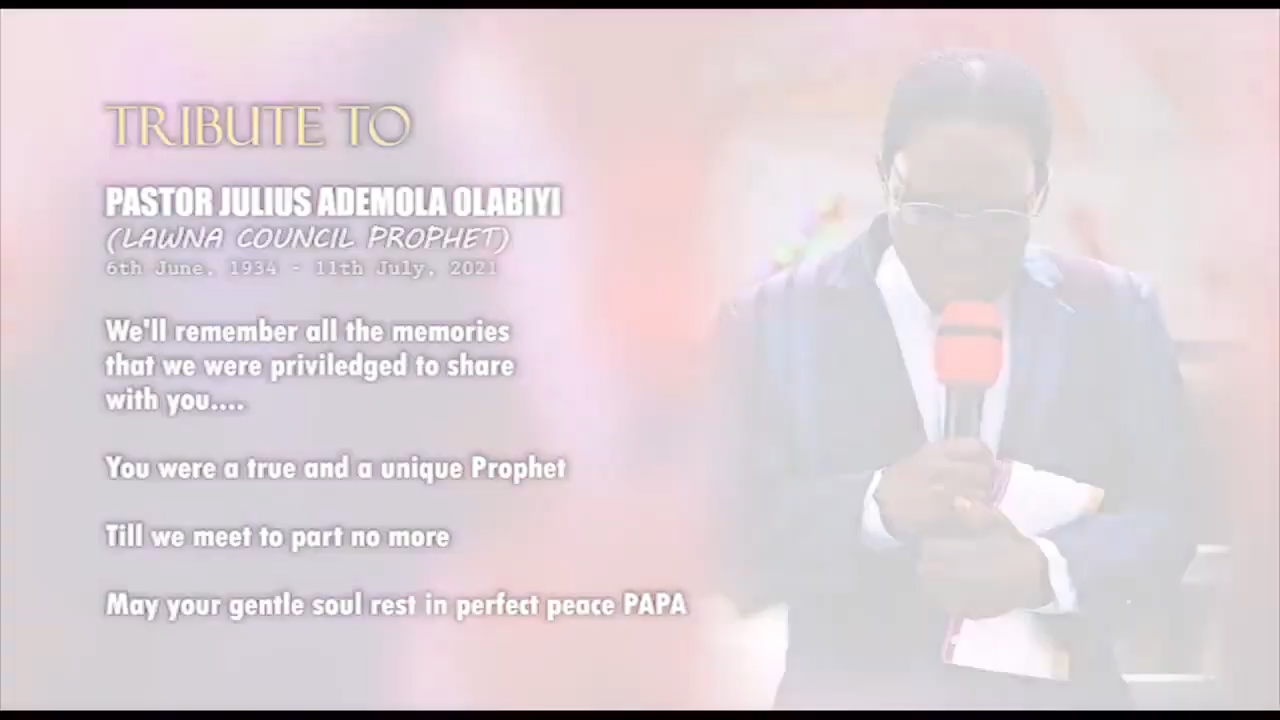 TRIBUTE TO
PASTOR JULIUS ADEMOLA OLABIYI
(LAWNA COUNCIL PROPHET)
6th June, 1934 - 11th July, 2021
We'll remember all the memories
that we were priviledged to share
with you....
You were a true and a unique Prophet
Till we meet to part no more
May your gentle soul rest in perfect peace PAPA